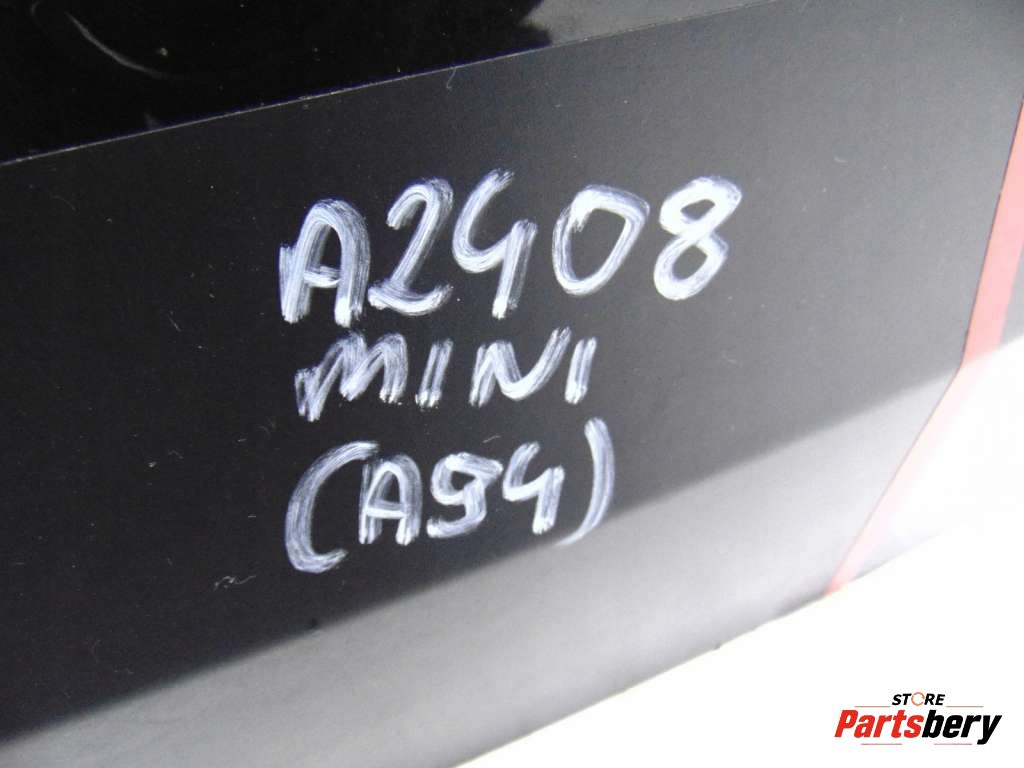 A2408
MINI
(A94)
STORE
Partsbery